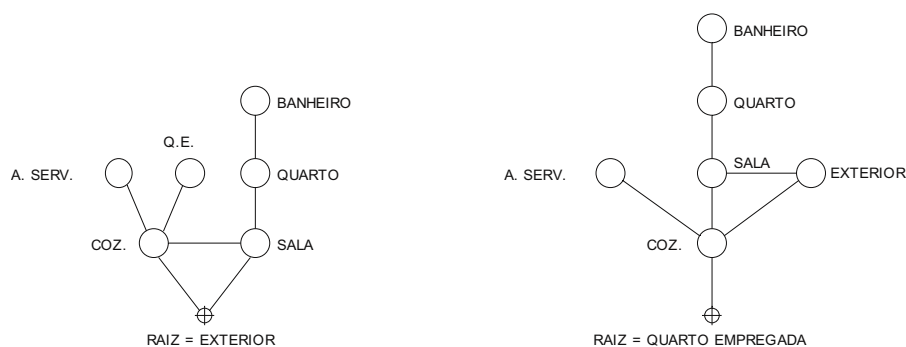 BANHEIRO
Q.E.
A. SERV.
QUARTO
COZ.
SALA
RAIZ = EXTERIOR
BANHEIRO
QUARTO
SALA
A. SERV.
EXTERIOR
COZ.
RAIZ = QUARTO EMPREGADA